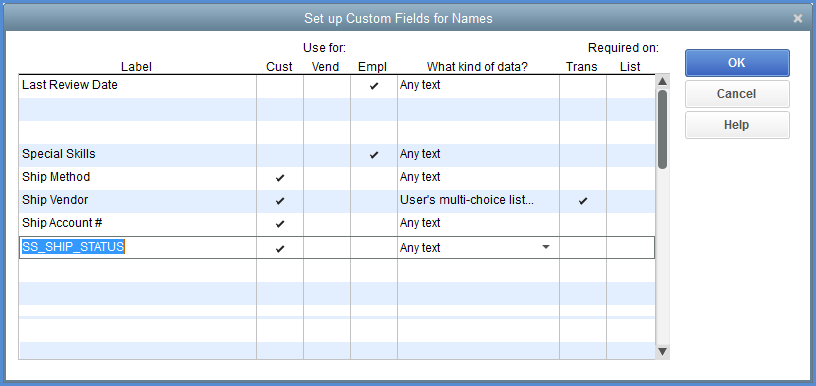 Set up Custom Fields for Names
Use for: Required on:
Label Cust Vend Empl What kind of data? Trans List
Last Review Date ✓ Any text
Special Skills ✓ Any text
Ship Method ✓ Any text
Ship Vendor ✓ User's multi-choice list... ✓
Ship Account # ✓ Any text
SS_SHIP_STATUS ✓ Any text
OK
Cancel
Help